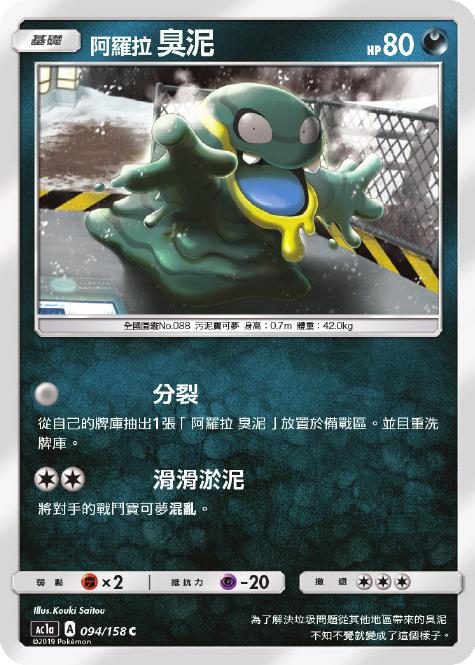 基礎
阿羅拉 臭泥
HP 80
全國圖鑑No.088 污泥寶可夢 身高：0.7m 體重：42.0kg
分裂
從自己的牌庫抽出1張「阿羅拉 臭泥」放置於備戰區。並且重洗
牌庫。
滑滑淤泥
將對手的戰鬥寶可夢混亂。
弱點 ×2 抵抗力 -20 撤退
Illus. Kouki Saitou
AC1a A 094/158 C
©2019 Pokémon
為了解決垃圾問題從其他地區帶來的臭泥
不知不覺就變成了這個樣子。